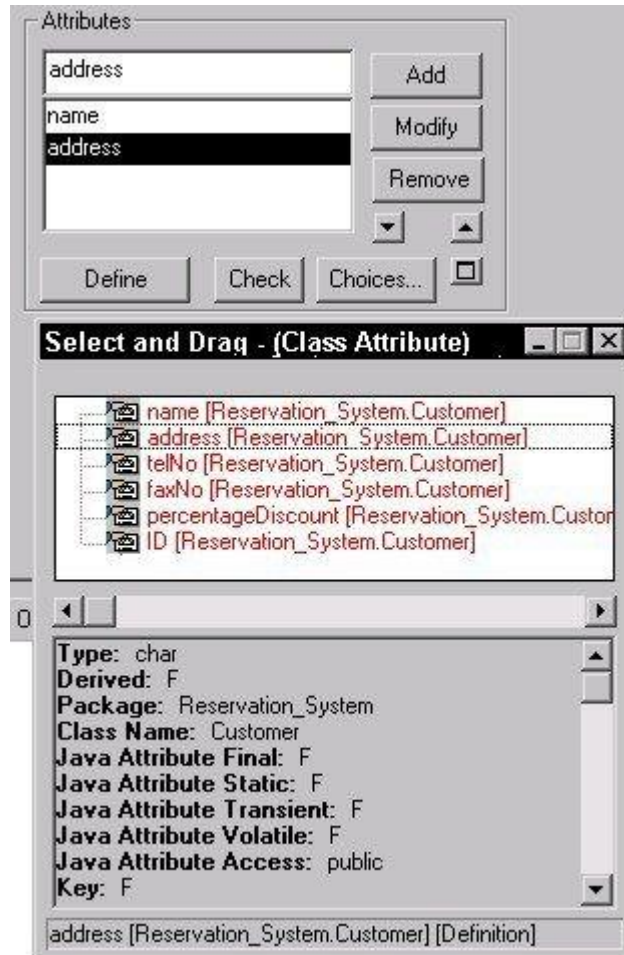 Attributes
address
Add
name
address
Modify
Remove
Define
Check
Choices...
Select and Drag - (Class Attribute)
name [Reservation_System.Customer]
address [Reservation_System.Customer]
telNo [Reservation_System.Customer]
faxNo [Reservation_System.Customer]
percentageDiscount [Reservation_System.Custor
ID [Reservation_System.Customer]
0
Type: char
Derived: F
Package: Reservation_System
Class Name: Customer
Java Attribute Final: F
Java Attribute Static: F
Java Attribute Transient: F
Java Attribute Volatile: F
Java Attribute Access: public
Key: F
address [Reservation_System.Customer] [Definition]